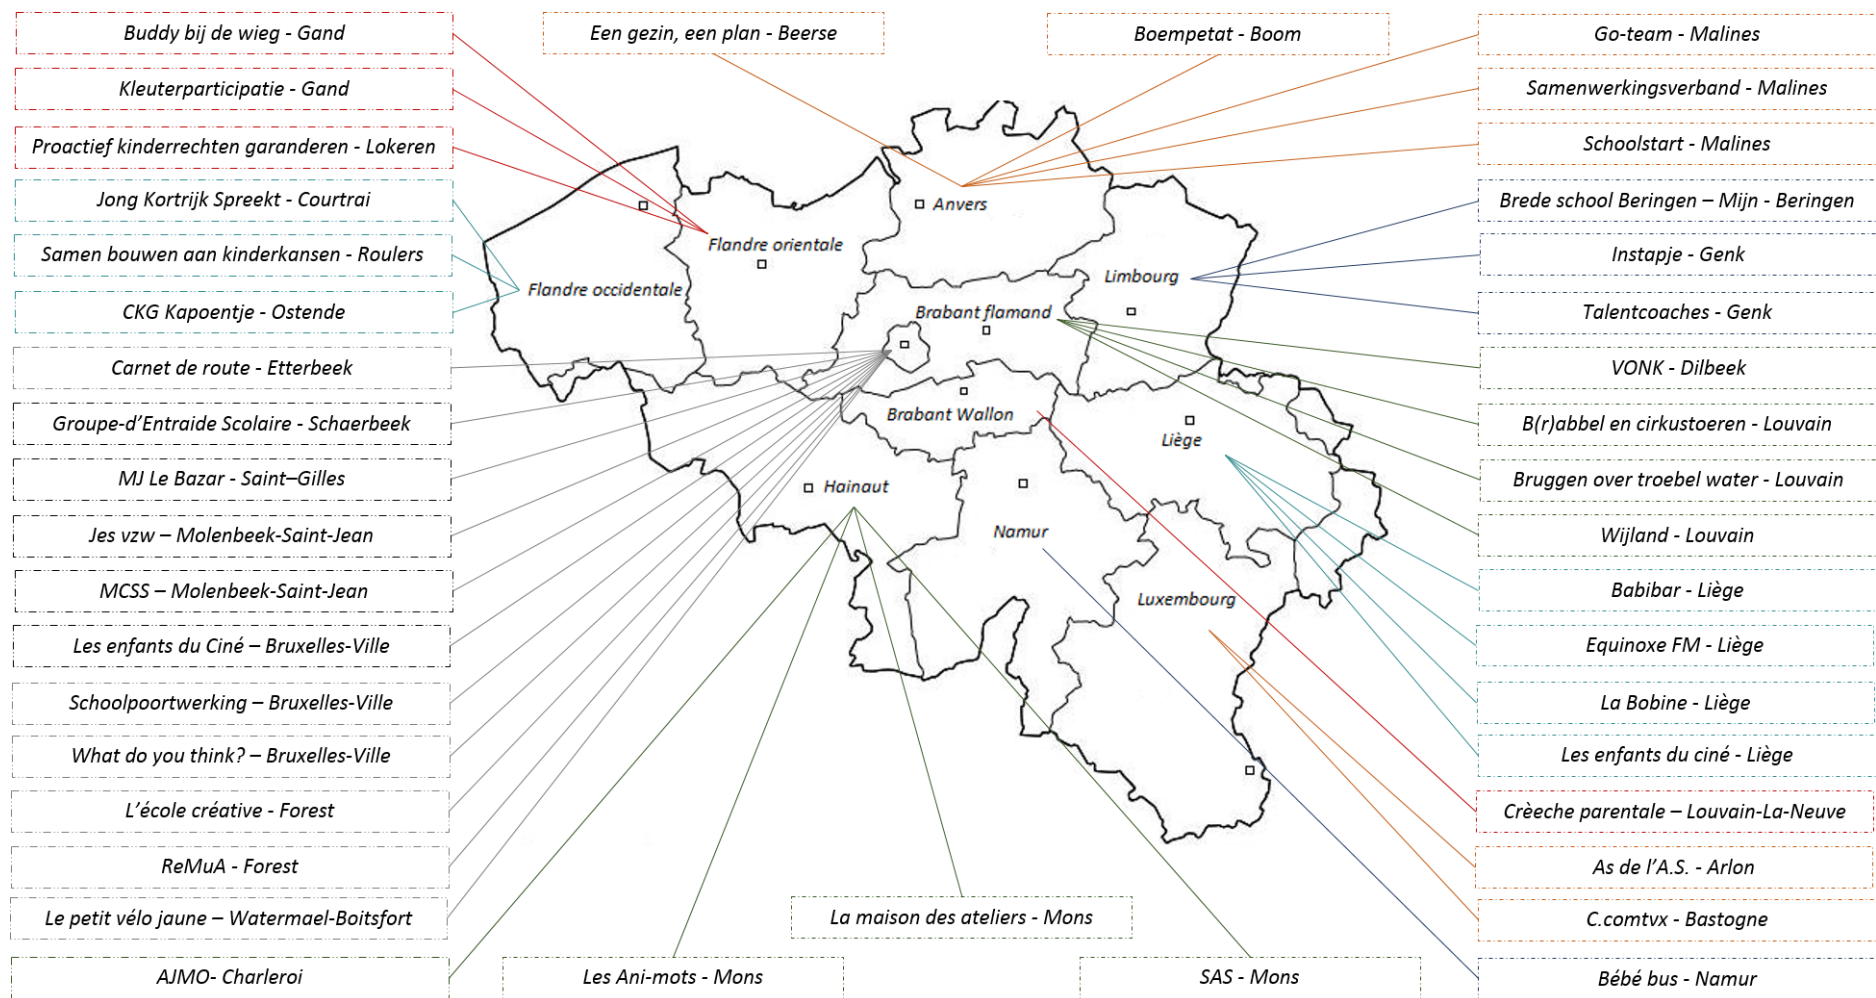 Buddy bij de wieg - Gand
Een gezin, een plan - Beerse
Boempetat - Boom
Go-team - Malines
Kleuterparticipatie - Gand
Samenwerkingsverband - Malines
Proactief kinderrechten garanderen - Lokeren
Schoolstart - Malines
Jong Kortrijk Spreekt - Courtrai
Brede school Beringen – Mijn - Beringen
Samen bouwen aan kinderkansen - Roulers
Instapje - Genk
CKG Kapoentje - Ostende
Talentcoaches - Genk
Carnet de route - Etterbeek
VONK - Dilbeek
Groupe-d’Entraide Scolaire - Schaerbeek
B(r)abbel en cirkustoeren - Louvain
MJ Le Bazar - Saint–Gilles
Bruggen over troebel water - Louvain
Jes vzw – Molenbeek-Saint-Jean
Wijland - Louvain
MCSS – Molenbeek-Saint-Jean
Babibar - Liège
Les enfants du Ciné – Bruxelles-Ville
Equinoxe FM - Liège
Schoolpoortwerking – Bruxelles-Ville
La Bobine - Liège
What do you think? – Bruxelles-Ville
Les enfants du ciné - Liège
L’école créative - Forest
Crèeche parentale – Louvain-La-Neuve
ReMuA - Forest
As de l’A.S. - Arlon
Le petit vélo jaune – Watermael-Boitsfort
La maison des ateliers - Mons
C.comtvx - Bastogne
AJMO- Charleroi
Les Ani-mots - Mons
SAS - Mons
Bébé bus - Namur
Anvers
Flandre orientale
Limbourg
Flandre occidentale
Brabant flamand
Brabant Wallon
Liège
Hainaut
Namur
Luxembourg